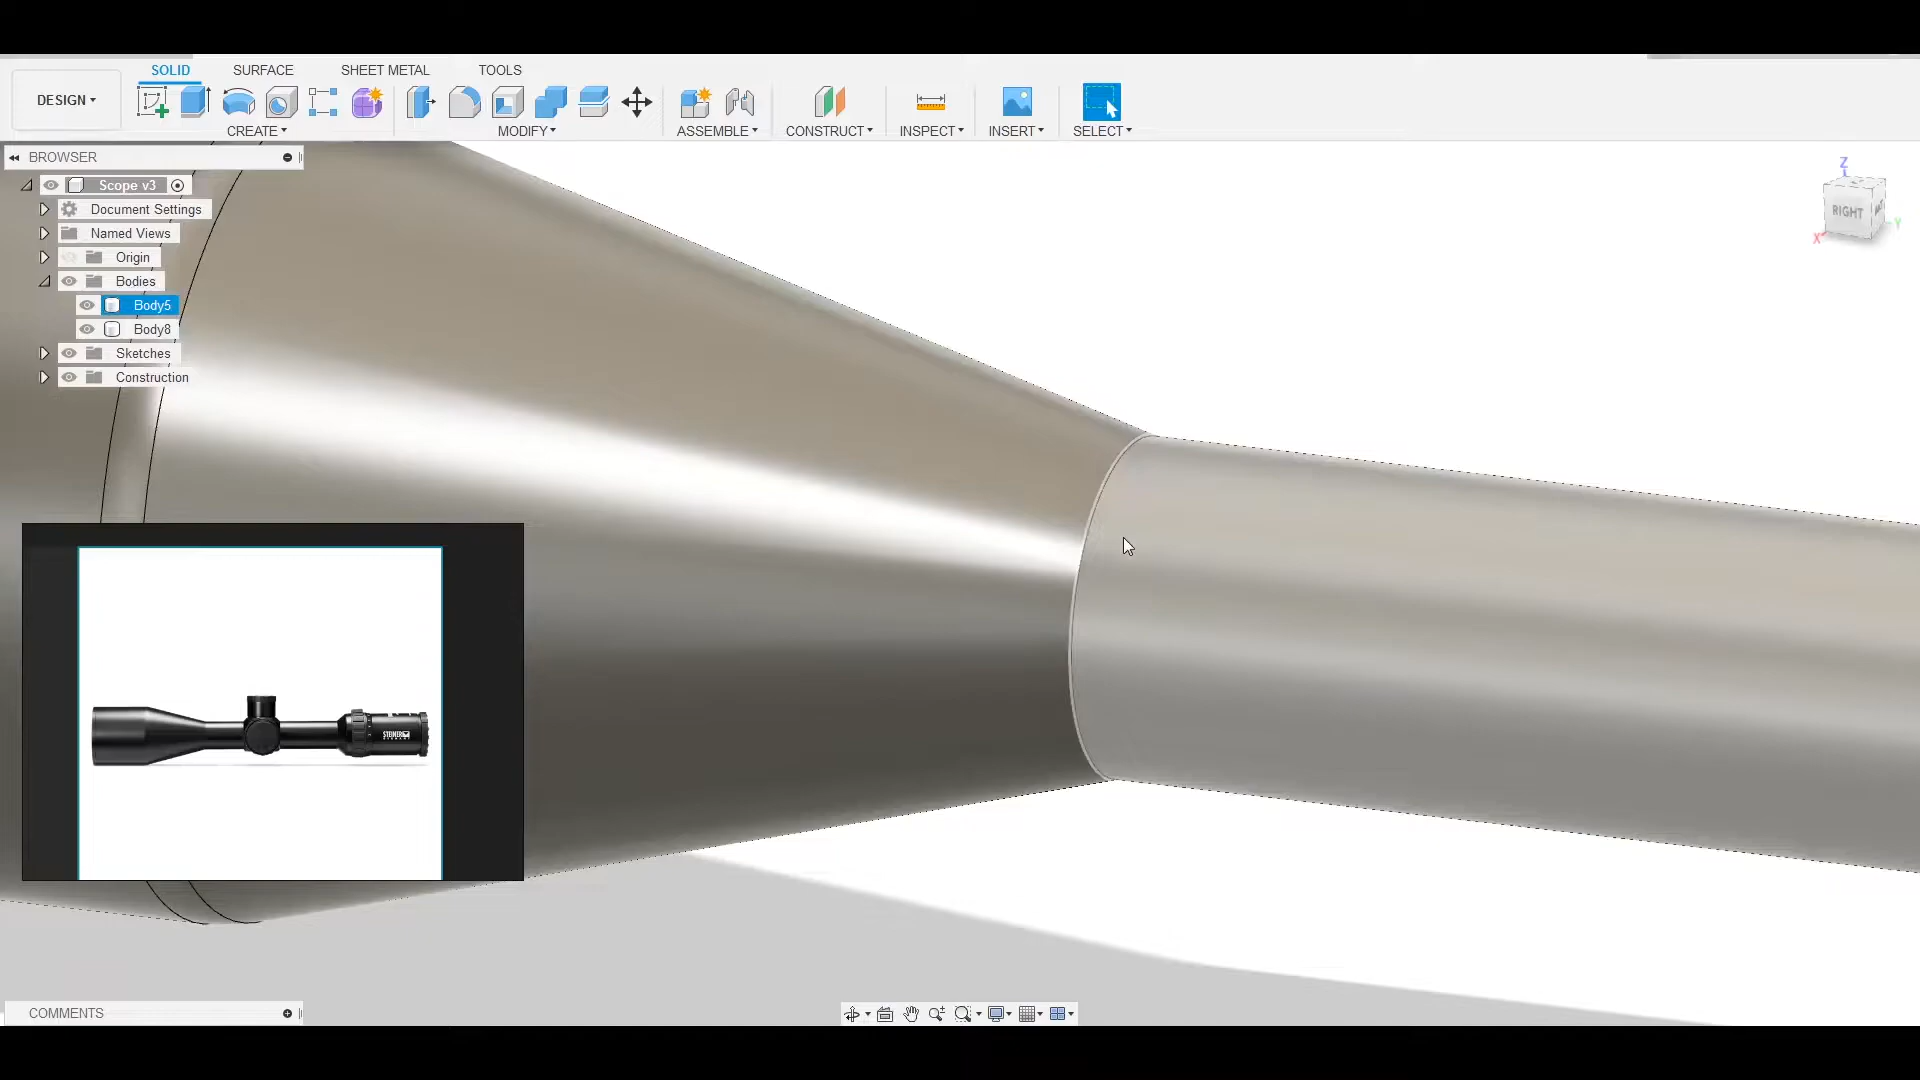 SOLID SURFACE SHEET METAL TOOLS
DESIGN
CREATE MODIFY ASSEMBLE CONSTRUCT INSPECT INSERT SELECT
BROWSER
Scope v3
Document Settings
Named Views
Origin
Bodies
Body5
Body8
Sketches
Construction
Z
RIGHT
Y
X
STEINER
COMMENTS